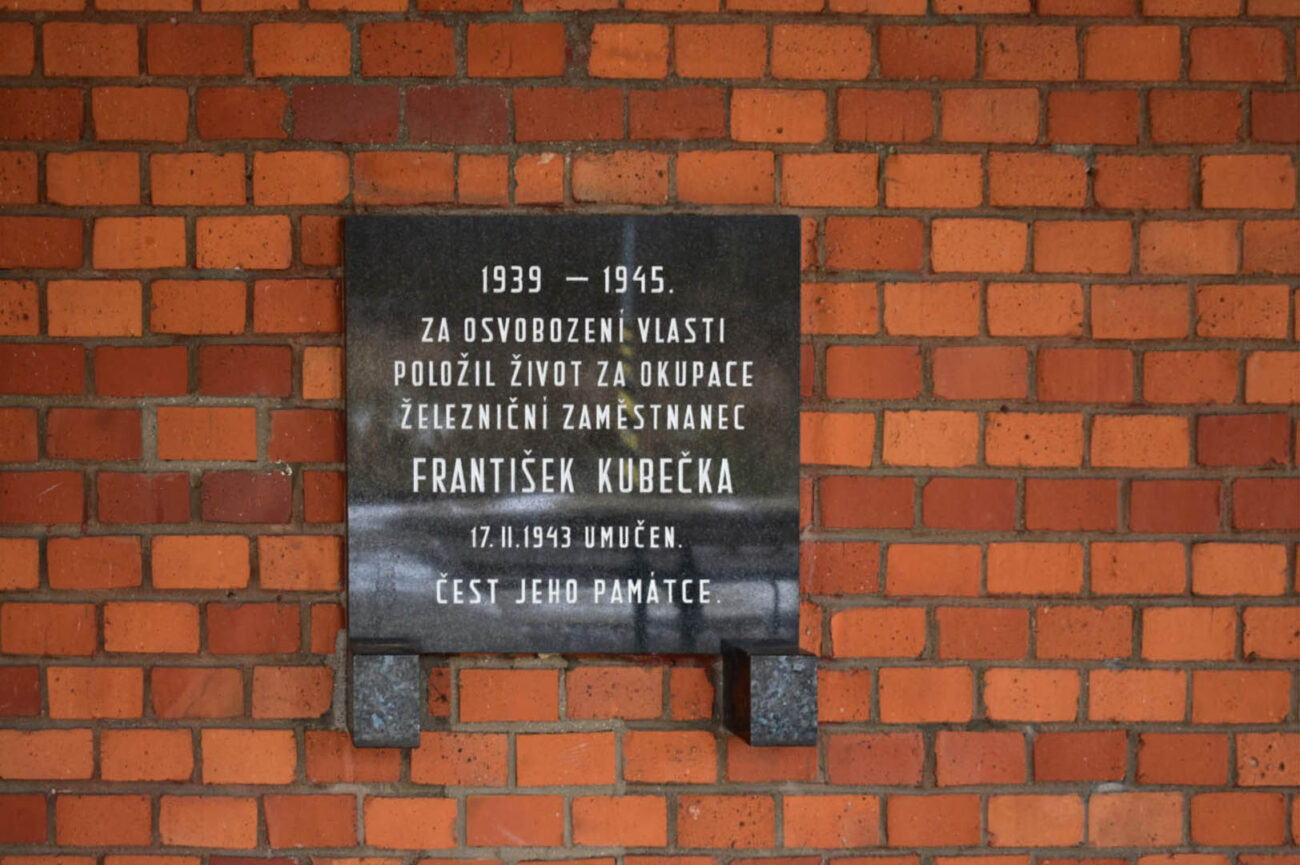 1939 — 1945.
ZA OSVOBOZENÍ VLASTI
POLOŽIL ŽIVOT ZA OKUPACE
ŽELEZNIČNÍ ZAMĚSTNANEC
FRANTIŠEK KUBEČKA
17. II. 1943 UMUČEN.
ČEST JEHO PAMÁTCE.